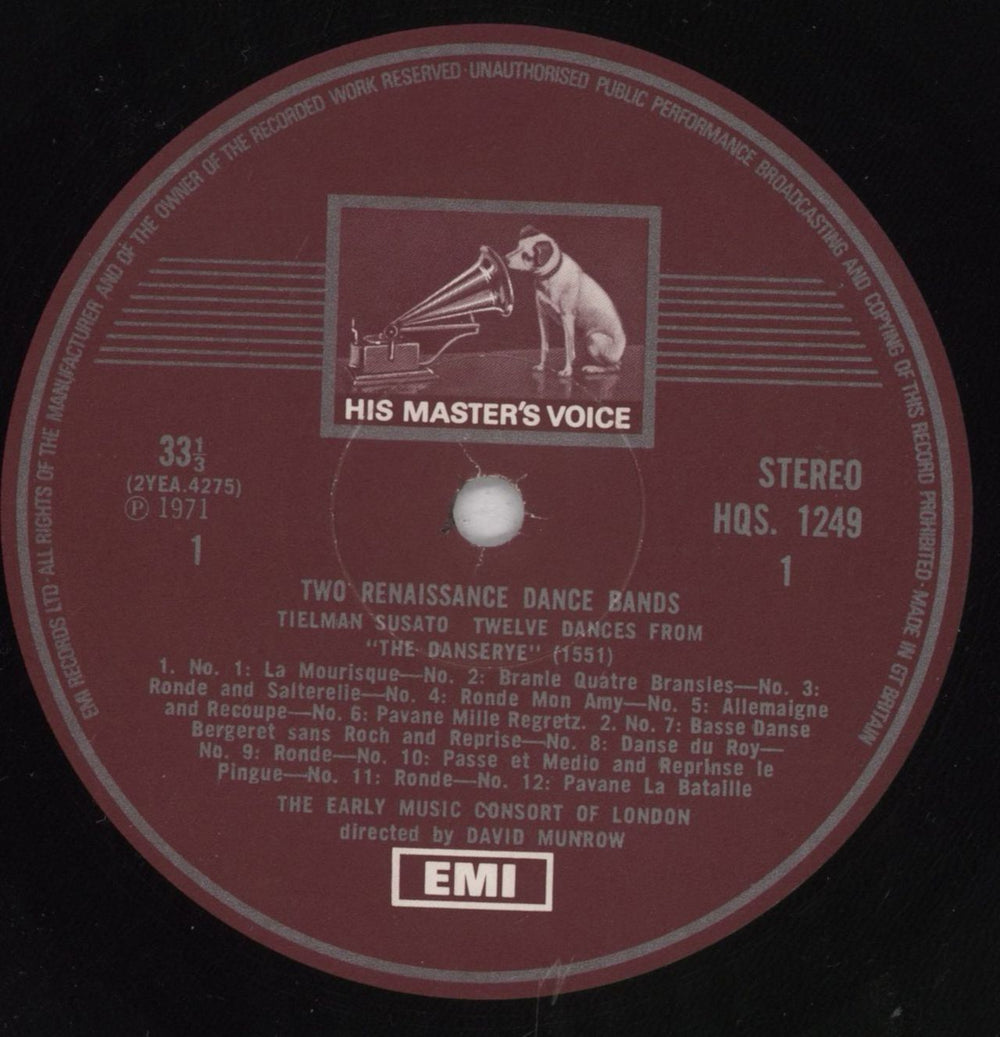 EMI RECORDS LTD·ALL RIGHTS OF THE MANUFACTURER AND OF THE OWNER OF THE RECORDED WORK RESERVED·UNAUTHORISED PUBLIC PERFORMANCE BROADCASTING AND COPYING OF THIS RECORD PROHIBITED·MADE IN GT BRITAIN
HIS MASTER'S VOICE
33⅓
(2YEA.4275)
Ⓟ 1971
1
STEREO
HQS. 1249
1
TWO RENAISSANCE DANCE BANDS
TIELMAN SUSATO TWELVE DANCES FROM
"THE DANSERYE" (1551)
1. No. 1: La Mourisque—No. 2: Branle Quatre Bransles—No. 3:
Ronde and Salterelie—No. 4: Ronde Mon Amy—No. 5: Allemaigne
and Recoupe—No. 6: Pavane Mille Regretz. 2. No. 7: Basse Danse
Bergeret sans Roch and Reprise—No. 8: Danse du Roy—
No. 9: Ronde—No. 10: Passe et Medio and Reprinse le
Pingue—No. 11: Ronde—No. 12: Pavane La Bataille
THE EARLY MUSIC CONSORT OF LONDON
directed by DAVID MUNROW
EMI